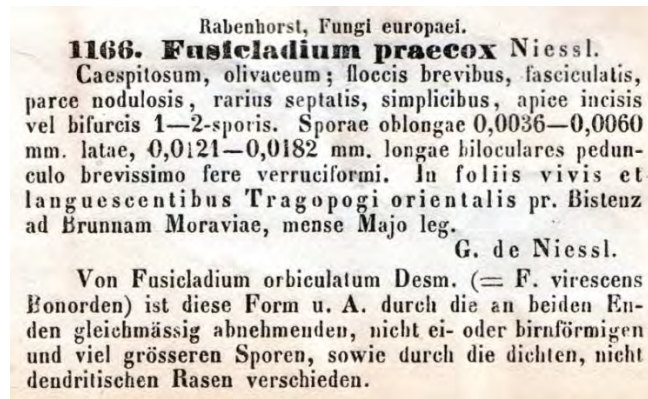 Rabenhorst, Fungi europaei.
1166. Fusicladium praecox Niessl.
Caespitosum, olivaceum; floccis brevibus, fasciculatis,
parce nodulosis, rarius septatis, simplicibus, apice incisis
vel bifurcis 1—2-sporis. Sporae oblongae 0,0036—0,0060
mm. latae, 0,0121—0,0182 mm. longae biloculares pedun-
culo brevissimo fere verruciformi. In foliis vivis et
languescentibus Tragopogi orientalis pr. Bistenz
ad Brunnam Moraviae, mense Majo leg.
G. de Niessl.
Von Fusicladium orbiculatum Desm. (= F. virescens
Bonorden) ist diese Form u. A. durch die an beiden En-
den gleichmässig abnehmenden, nicht ei- oder birnförmigen
und viel grösseren Sporen, sowie durch die dichten, nicht
dendritischen Rasen verschieden.